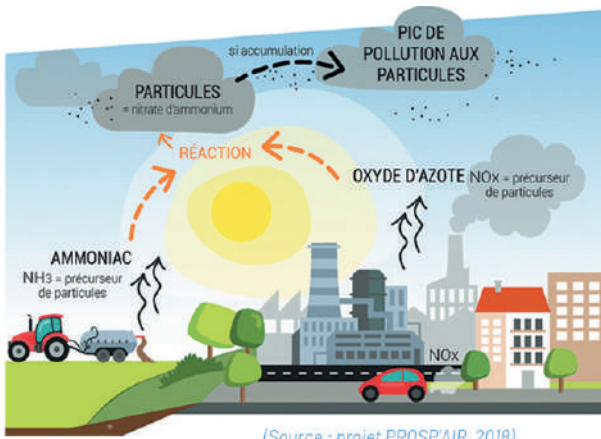 si accumulation
PIC DE
POLLUTION AUX
PARTICULES
PARTICULES
= nitrate d'ammonium
RÉACTION
OXYDE D'AZOTE NOx = précurseur
de particules
AMMONIAC
NH3 = précurseur
de particules
NOx
(Source : projet PROSP'AIR, 2018)